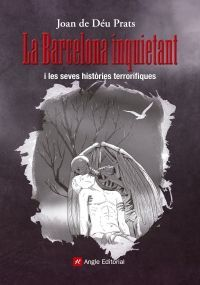 Joan de Déu Prats
La Barcelona inquietant
i les seves històries terrorífiques
Angle Editorial